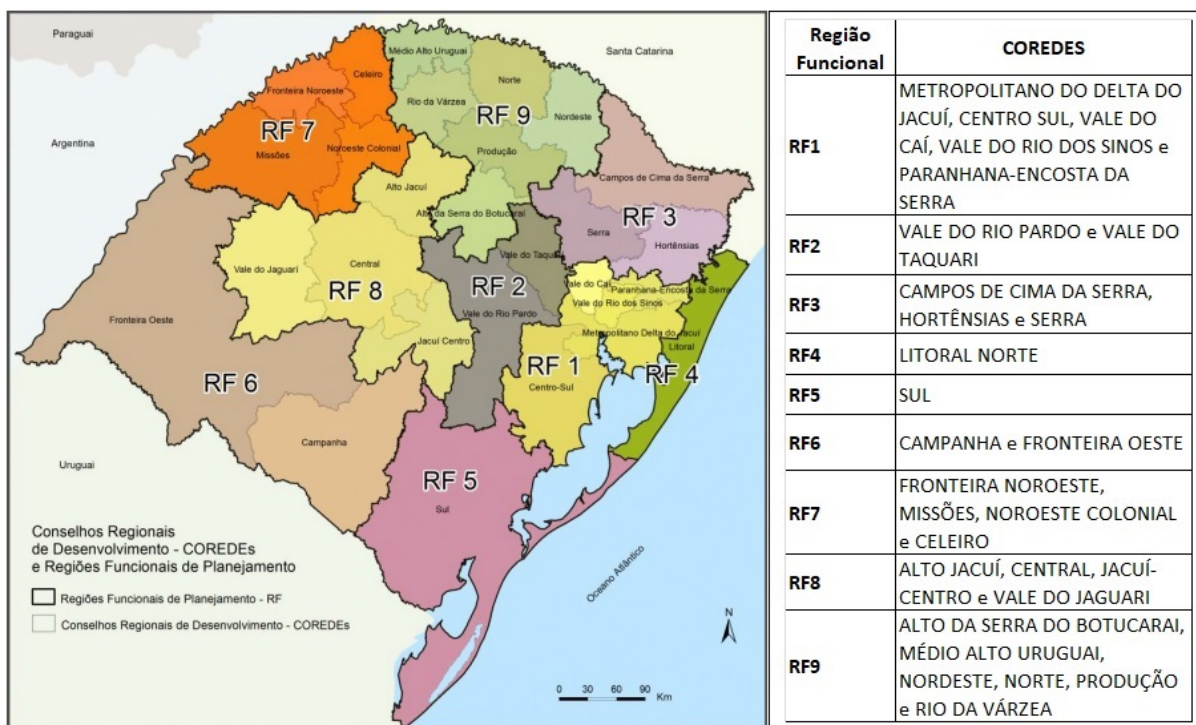 Paraguai
Santa Catarina
Argentina
Uruguai
Oceano Atlântico
Médio Alto Uruguai
Norte
Celeiro
Fronteira Noroeste
Rio da Várzea
RF 9
Nordeste
RF 7
Missões
Noroeste Colonial
Produção
Alto Jacuí
Campos de Cima da Serra
Alto da Serra do Botucaraí
RF 3
Serra
Hortênsias
Vale do Taquari
Vale do Jaguarí
Central
RF 8
RF 2
Vale do Caí
Paranhana-Encosta da Serra
Vale do Rio dos Sinos
Vale do Rio Pardo
Fronteira Oeste
Jacuí Centro
Metropolitano Delta do Jacuí
Litoral
RF 1
RF 4
RF 6
Centro-Sul
Campanha
RF 5
Sul
Conselhos Regionais
de Desenvolvimento - COREDEs
e Regiões Funcionais de Planejamento
Regiões Funcionais de Planejamento - RF
Conselhos Regionais de Desenvolvimento - COREDEs
N
0 30 60 90
Km
Região
Funcional
COREDES
RF1
METROPOLITANO DO DELTA DO
JACUÍ, CENTRO SUL, VALE DO
CAÍ, VALE DO RIO DOS SINOS e
PARANHANA-ENCOSTA DA
SERRA
RF2
VALE DO RIO PARDO e VALE DO
TAQUARI
RF3
CAMPOS DE CIMA DA SERRA,
HORTÊNSIAS e SERRA
RF4
LITORAL NORTE
RF5
SUL
RF6
CAMPANHA e FRONTEIRA OESTE
RF7
FRONTEIRA NOROESTE,
MISSÕES, NOROESTE COLONIAL
e CELEIRO
RF8
ALTO JACUÍ, CENTRAL, JACUÍ-
CENTRO e VALE DO JAGUARI
RF9
ALTO DA SERRA DO BOTUCARAI,
MÉDIO ALTO URUGUAI,
NORDESTE, NORTE, PRODUÇÃO
e RIO DA VÁRZEA